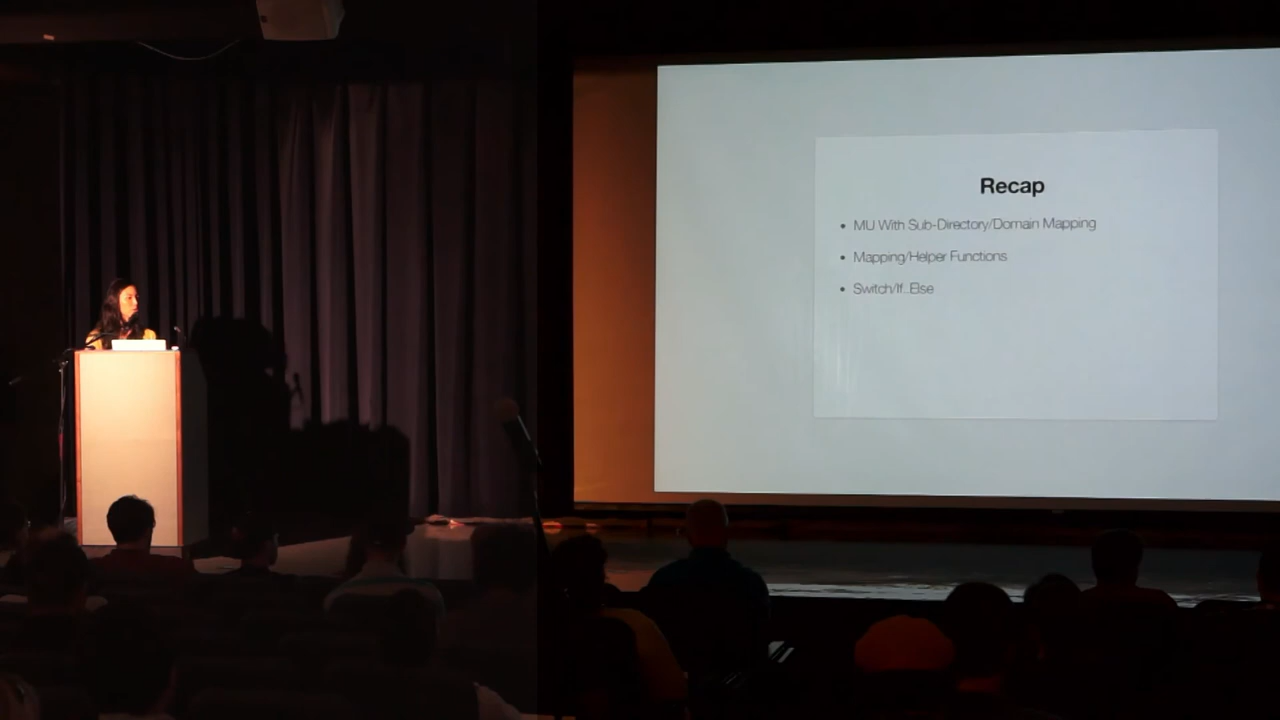 Recap
• MU With Sub-Directory/Domain Mapping
• Mapping/Helper Functions
• Switch/If...Else